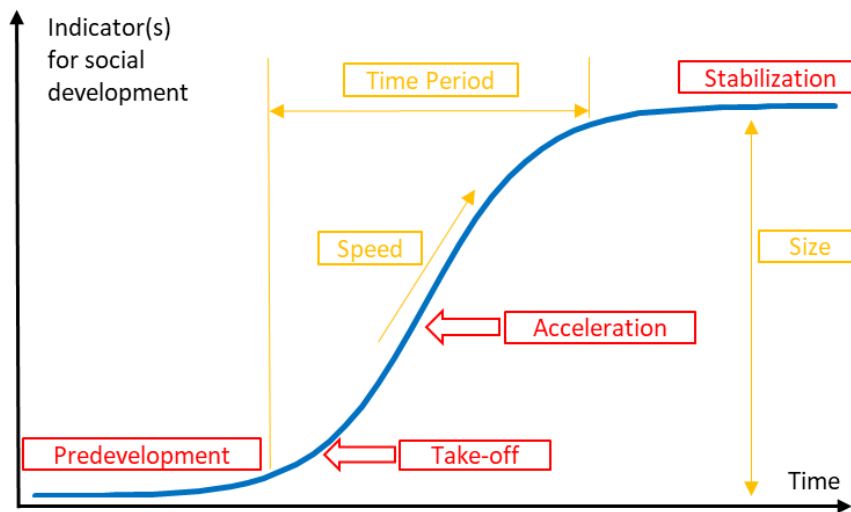 Indicator(s)
for social
development
Time Period
Stabilization
Speed
Size
Acceleration
Predevelopment
Take-off
Time